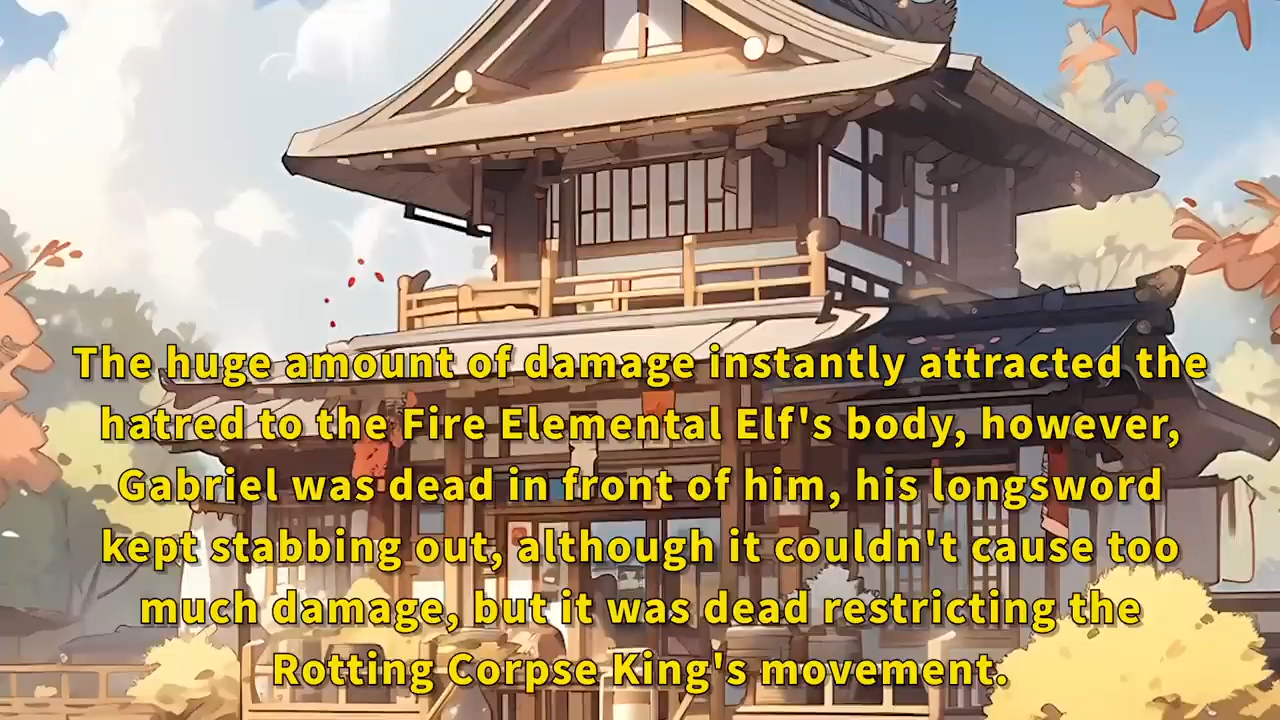 The huge amount of damage instantly attracted the
hatred to the Fire Elemental Elf's body, however,
Gabriel was dead in front of him, his longsword
kept stabbing out, although it couldn't cause too
much damage, but it was dead restricting the
Rotting Corpse King's movement.